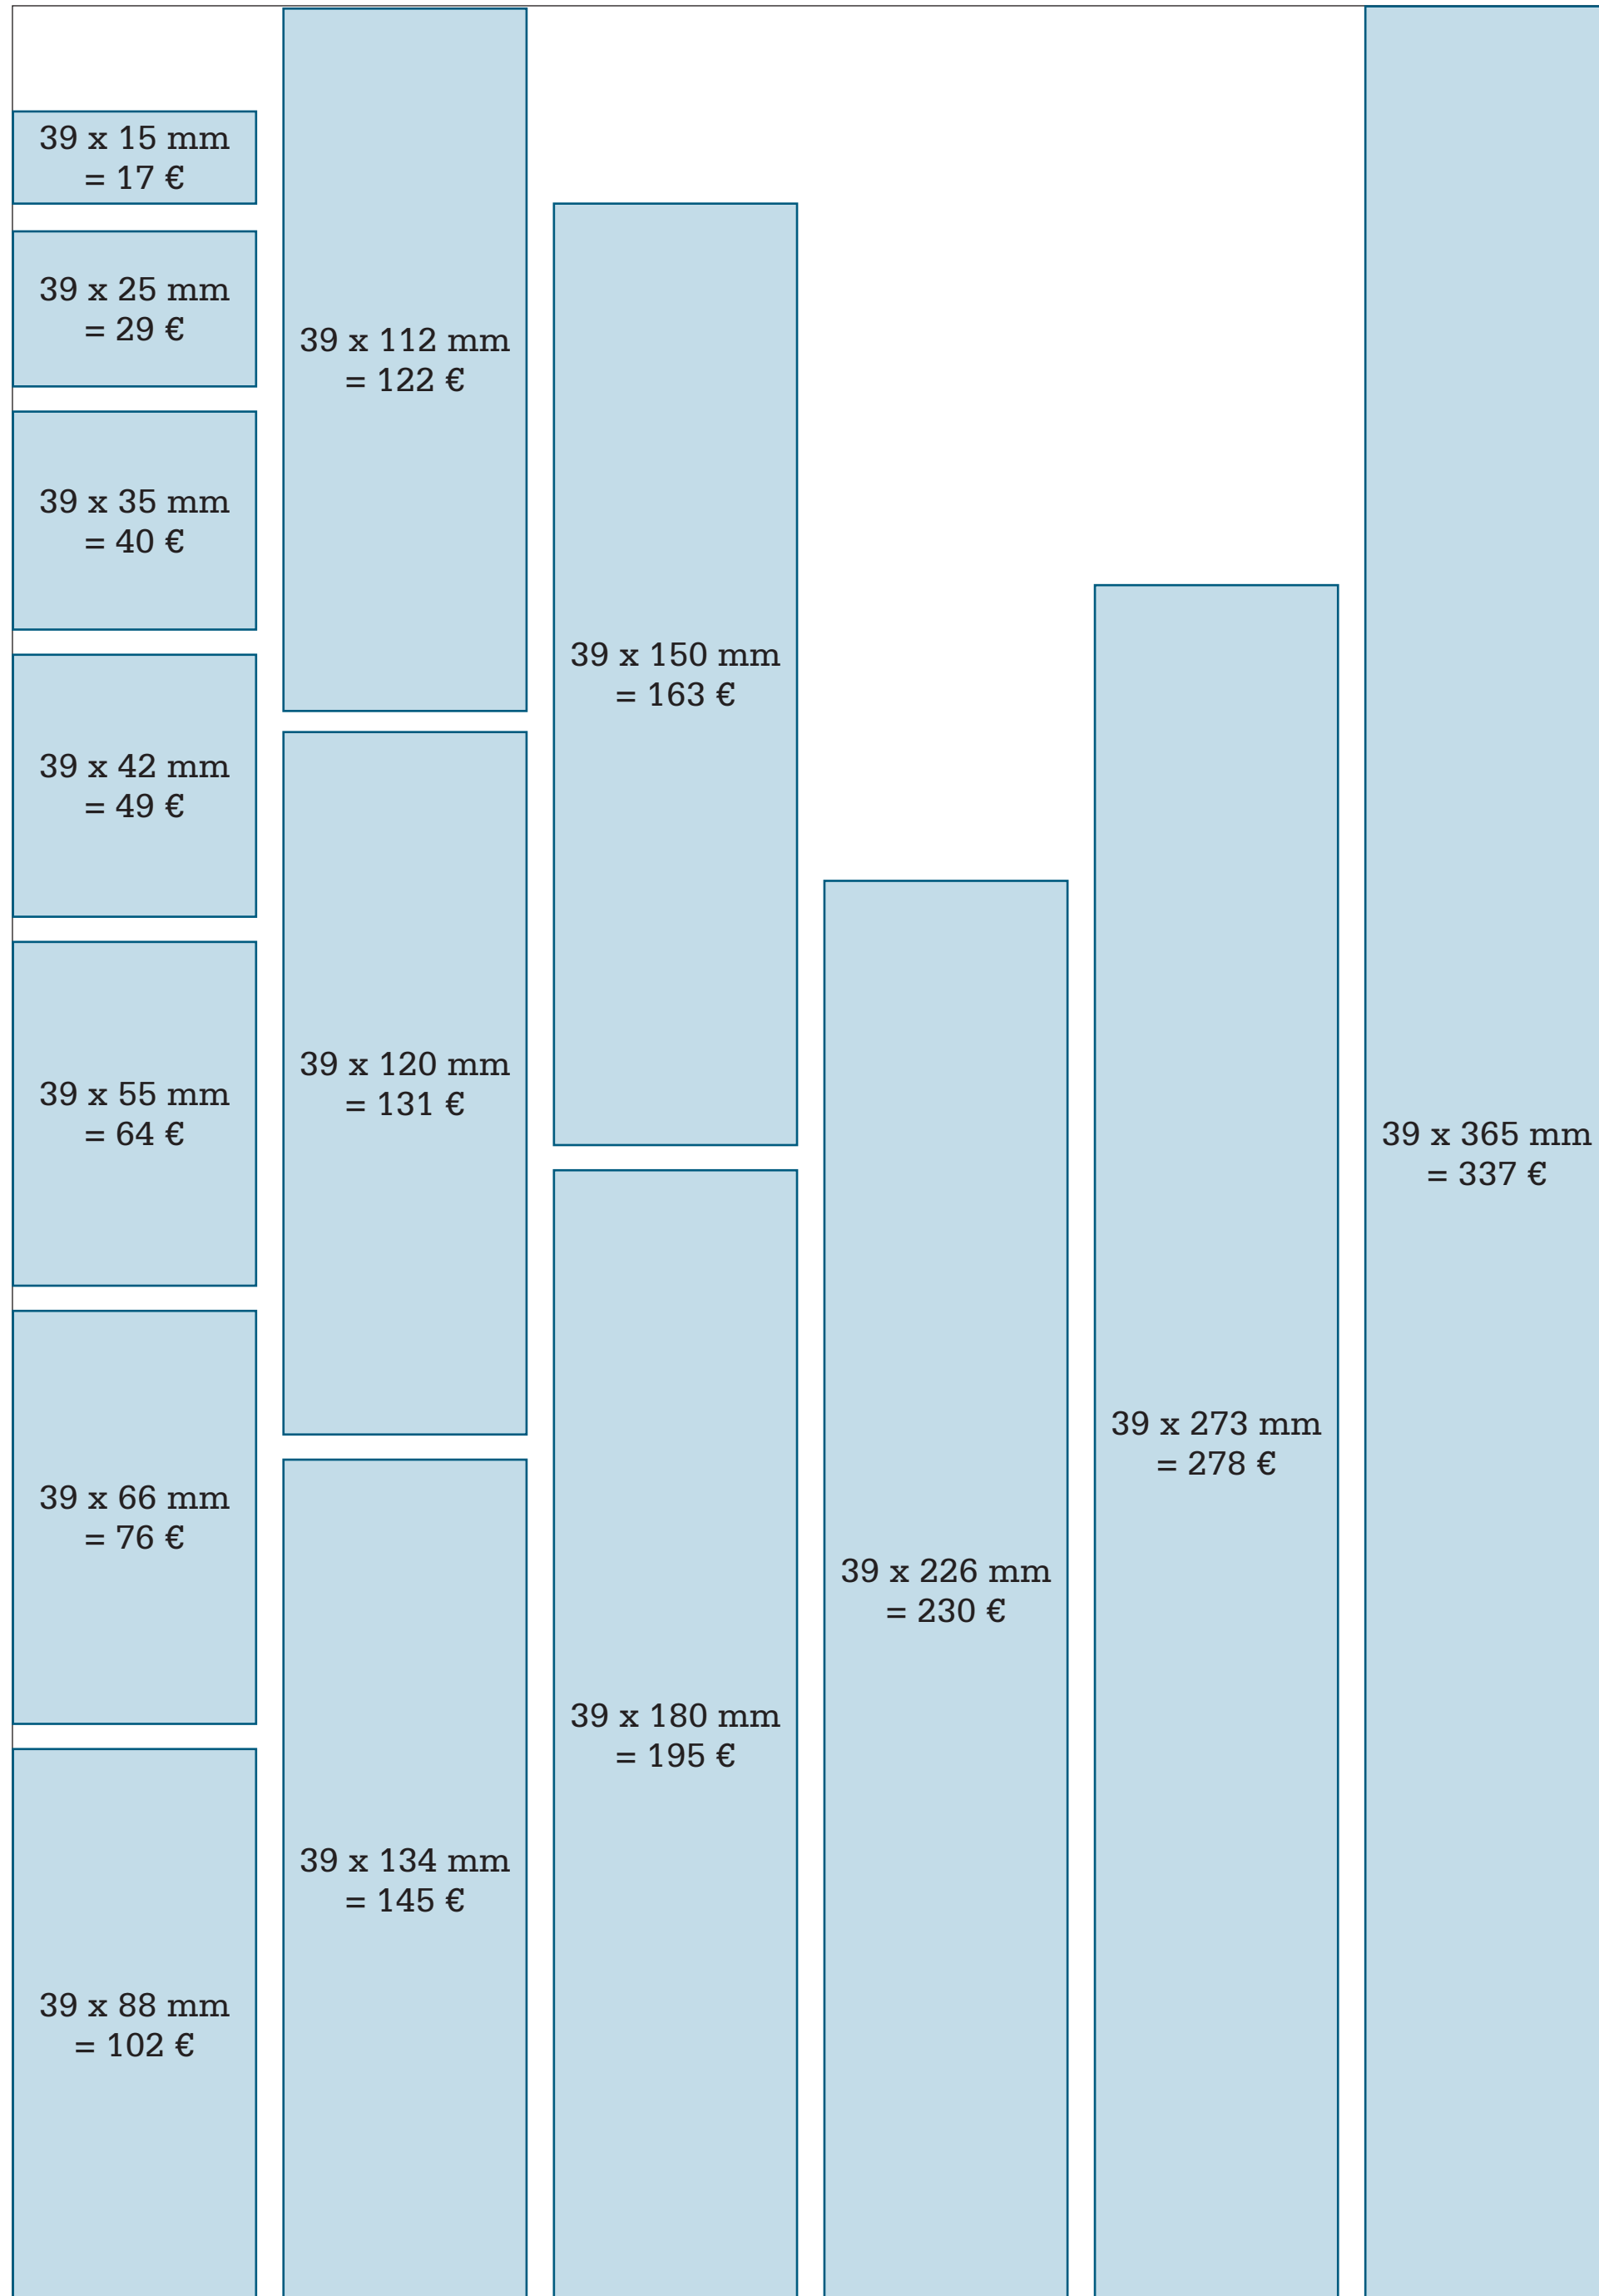 39 x 15 mm
= 17 €
39 x 25 mm
= 29 €
39 x 35 mm
= 40 €
39 x 42 mm
= 49 €
39 x 55 mm
= 64 €
39 x 66 mm
= 76 €
39 x 88 mm
= 102 €
39 x 112 mm
= 122 €
39 x 120 mm
= 131 €
39 x 134 mm
= 145 €
39 x 150 mm
= 163 €
39 x 180 mm
= 195 €
39 x 226 mm
= 230 €
39 x 273 mm
= 278 €
39 x 365 mm
= 337 €